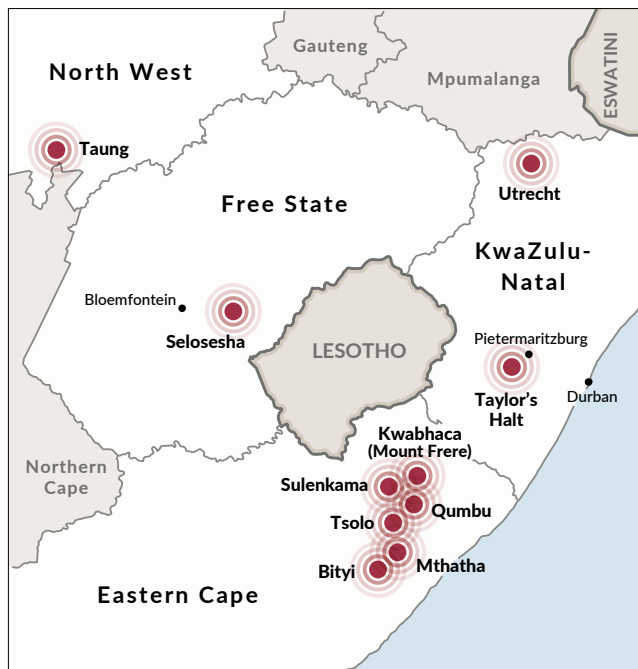 Gauteng
North West
Mpumalanga
ESWATINI
Taung
Utrecht
Free State
KwaZulu-
Natal
Bloemfontein
Selosesha
LESOTHO
Pietermaritzburg
Taylor's
Halt
Durban
Kwabhaca
(Mount Frere)
Northern
Cape
Sulenkama
Qumbu
Tsolo
Mthatha
Bityi
Eastern Cape